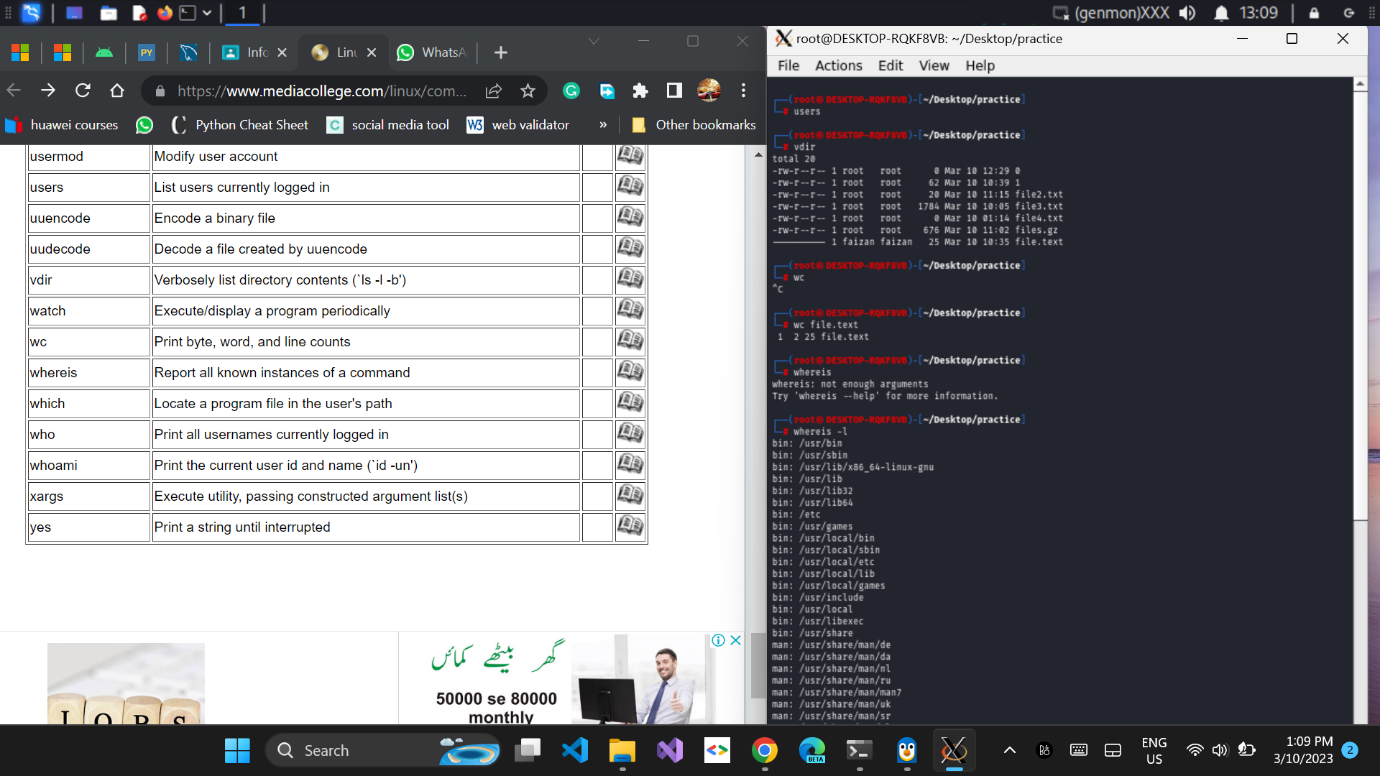 1
(genmon)XXX
13:09
Info
Linu
WhatsA
https://www.mediacollege.com/linux/com...
huawei courses
Python Cheat Sheet
social media tool
W3
web validator
»
Other bookmarks
usermod Modify user account
users List users currently logged in
uuencode Encode a binary file
uudecode Decode a file created by uuencode
vdir Verbosely list directory contents (`ls -l -b')
watch Execute/display a program periodically
wc Print byte, word, and line counts
whereis Report all known instances of a command
which Locate a program file in the user's path
who Print all usernames currently logged in
whoami Print the current user id and name (`id -un')
xargs Execute utility, passing constructed argument list(s)
yes Print a string until interrupted
JOBS
گھر بیٹھے کمائں
50000 se 80000
monthly
root@DESKTOP-RQKF8VB: ~/Desktop/practice
File Actions Edit View Help
(root㉿DESKTOP-RQKF8VB)-[~/Desktop/practice]
# users
(root㉿DESKTOP-RQKF8VB)-[~/Desktop/practice]
# vdir
total 20
-rw-r--r-- 1 root root 0 Mar 10 12:29 0
-rw-r--r-- 1 root root 62 Mar 10 10:39 1
-rw-r--r-- 1 root root 20 Mar 10 11:15 file2.txt
-rw-r--r-- 1 root root 1784 Mar 10 10:05 file3.txt
-rw-r--r-- 1 root root 0 Mar 10 01:14 file4.txt
-rw-r--r-- 1 root root 676 Mar 10 11:02 files.gz
---------- 1 faizan faizan 25 Mar 10 10:35 file.text
(root㉿DESKTOP-RQKF8VB)-[~/Desktop/practice]
# wc
^C
(root㉿DESKTOP-RQKF8VB)-[~/Desktop/practice]
# wc file.text
1 2 25 file.text
(root㉿DESKTOP-RQKF8VB)-[~/Desktop/practice]
# whereis
whereis: not enough arguments
Try 'whereis --help' for more information.
(root㉿DESKTOP-RQKF8VB)-[~/Desktop/practice]
# whereis -l
bin: /usr/bin
bin: /usr/sbin
bin: /usr/lib/x86_64-linux-gnu
bin: /usr/lib
bin: /usr/lib32
bin: /usr/lib64
bin: /etc
bin: /usr/games
bin: /usr/local/bin
bin: /usr/local/sbin
bin: /usr/local/etc
bin: /usr/local/lib
bin: /usr/local/games
bin: /usr/include
bin: /usr/local
bin: /usr/libexec
bin: /usr/share
man: /usr/share/man/de
man: /usr/share/man/da
man: /usr/share/man/nl
man: /usr/share/man/ru
man: /usr/share/man/man7
man: /usr/share/man/uk
man: /usr/share/man/sr
Search
BETA
ENG
US
1:09 PM
3/10/2023
2